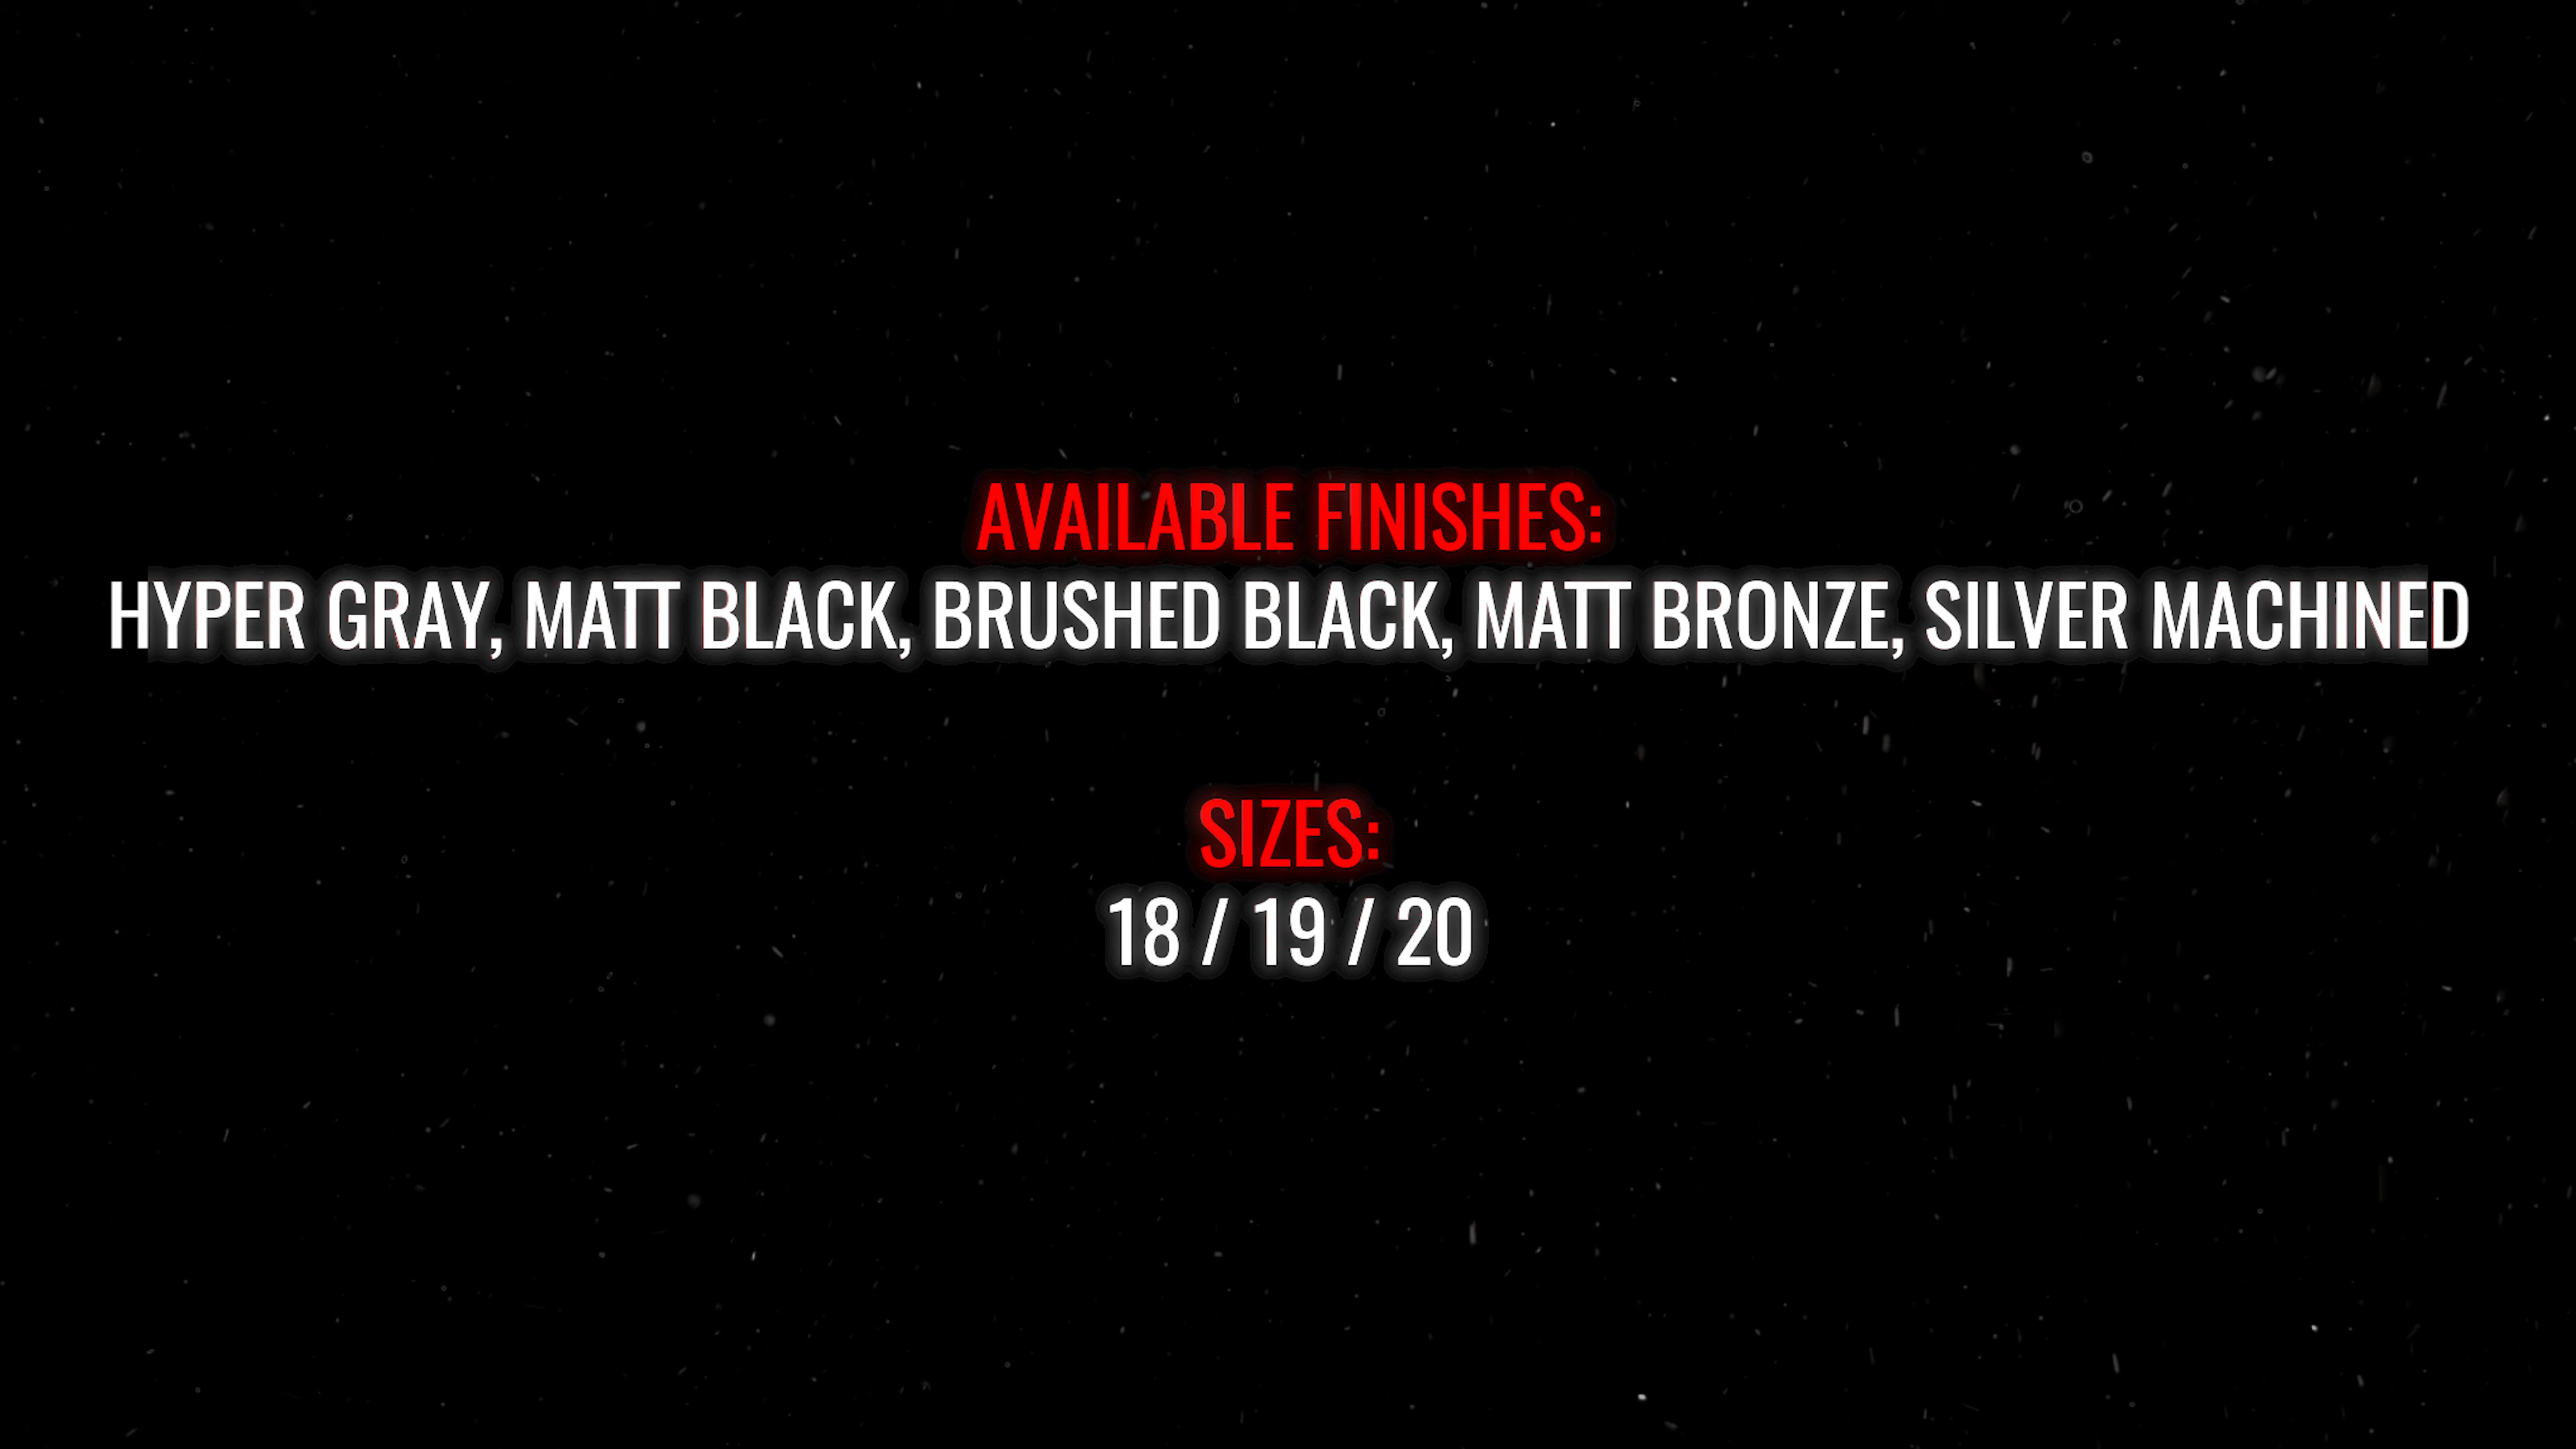 AVAILABLE FINISHES:
HYPER GRAY, MATT BLACK, BRUSHED BLACK, MATT BRONZE, SILVER MACHINED
SIZES:
18 / 19 / 20